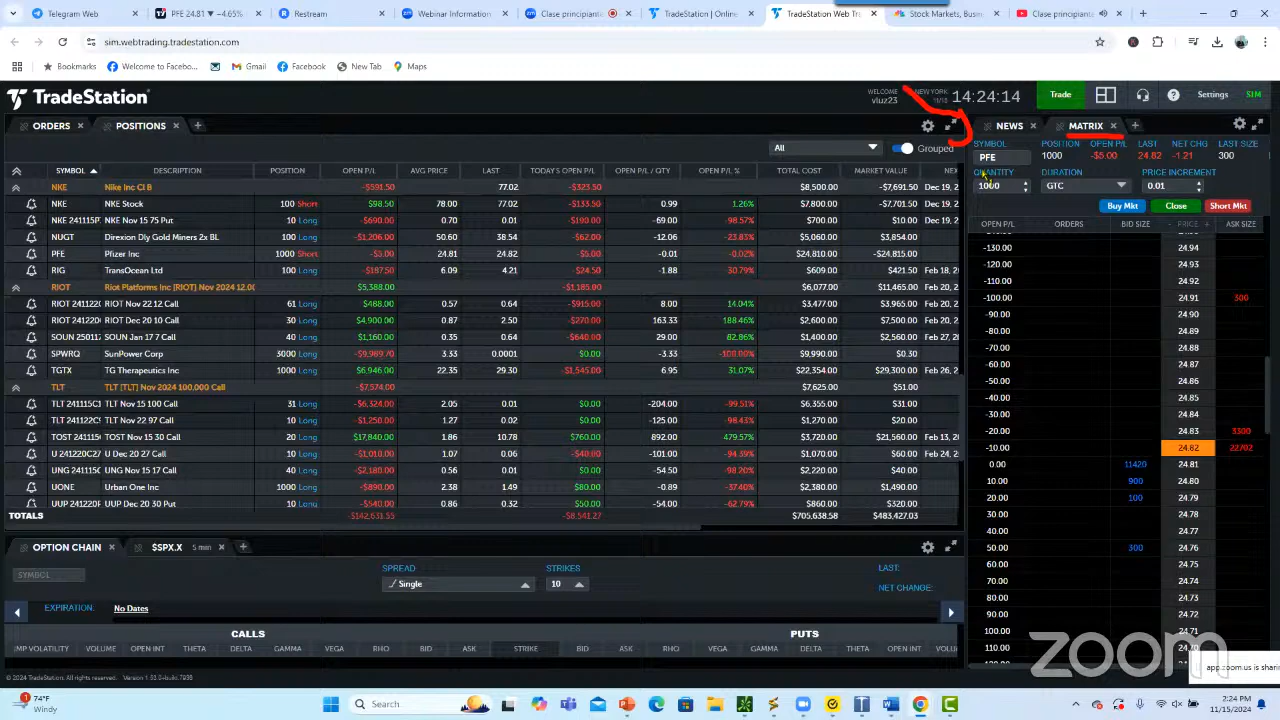 Telegram Web
PFE 24.81 ▼ -4.65%
Restream
Webinar Information
Clase principiante
TradeStation | Online
TradeStation Web Tr
Stock Markets, Busine
Clase principiante
sim.webtrading.tradestation.com
Bookmarks
Welcome to Facebo...
Gmail
Facebook
New Tab
Maps
TradeStation
WELCOME
vluz23
NEW YORK
14:24:14
Trade
Settings
SIM
ORDERS
POSITIONS
NEWS
MATRIX
All
Grouped
SYMBOL POSITION OPEN P/L LAST NET CHG LAST SIZE
PFE 1000 -$5.00 24.82 -1.21 300
QUANTITY DURATION PRICE INCREMENT
1000 GTC 0.01
Buy Mkt Close Short Mkt
OPEN P/L ORDERS BID SIZE - PRICE + ASK SIZE
-130.00 24.94
-120.00 24.93
-110.00 24.92
-100.00 24.91 300
-90.00 24.90
-80.00 24.89
-70.00 24.88
-60.00 24.87
-50.00 24.86
-40.00 24.85
-30.00 24.84
-20.00 24.83 3300
-10.00 24.82 22702
0.00 11420 24.81
10.00 900 24.80
20.00 100 24.79
30.00 24.78
40.00 24.77
50.00 300 24.76
60.00 24.75
70.00 24.74
80.00 24.73
90.00 24.72
100.00 24.71
110.00 24.70
SYMBOL DESCRIPTION POSITION OPEN P/L AVG PRICE LAST TODAY'S OPEN P/L OPEN P/L / QTY OPEN P/L % TOTAL COST MARKET VALUE NEX
NKE Nike Inc Cl B -$591.50 77.02 -$323.50 $8,500.00 -$7,691.50 Dec 19, 2
NKE NKE Stock 100 Short $98.50 78.00 77.02 -$133.50 0.99 1.26% $7,800.00 -$7,701.50 Dec 19, 2
NKE 241115P NKE Nov 15 75 Put 10 Long -$690.00 0.70 0.01 -$190.00 -69.00 -98.57% $700.00 $10.00 Dec 19, 2
NUGT Direxion Dly Gold Miners 2x BL 100 Long -$1,206.00 50.60 38.54 -$62.00 -12.06 -23.83% $5,060.00 $3,854.00
PFE Pfizer Inc 1000 Short -$5.00 24.81 24.82 -$5.00 -0.01 -0.02% $24,810.00 -$24,815.00
RIG TransOcean Ltd 100 Long -$187.50 6.09 4.21 -$24.50 -1.88 30.79% $609.00 $421.50 Feb 18, 2
RIOT Riot Platforms Inc [RIOT] Nov 2024 12.00 $5,388.00 -$1,185.00 $6,077.00 $11,465.00 Feb 20, 2
RIOT 241122 RIOT Nov 22 12 Call 61 Long $488.00 0.57 0.64 -$915.00 8.00 14.04% $3,477.00 $3,965.00 Feb 20, 2
RIOT 241220 RIOT Dec 20 10 Call 30 Long $4,900.00 0.87 2.50 -$270.00 163.33 188.46% $2,600.00 $7,500.00 Feb 20, 2
SOUN 250117 SOUN Jan 17 7 Call 40 Long $1,160.00 0.35 0.64 -$640.00 29.00 82.86% $1,400.00 $2,560.00 Feb 27, 2
SPWRQ SunPower Corp 3000 Long -$9,989.70 3.33 0.0001 $0.00 -3.33 -100.00% $9,990.00 $0.30
TGTX TG Therapeutics Inc 1000 Long $6,946.00 22.35 29.30 -$1,545.00 6.95 31.07% $22,354.00 $29,300.00 Feb 26, 2
TLT TLT [TLT] Nov 2024 100.000 Call -$7,574.00 $7,625.00 $51.00
TLT 241115C1 TLT Nov 15 100 Call 31 Long -$6,324.00 2.05 0.01 $0.00 -204.00 -99.51% $6,355.00 $31.00
TLT 241122C9 TLT Nov 22 97 Call 10 Long -$1,250.00 1.27 0.02 $0.00 -125.00 -98.43% $1,270.00 $20.00
TOST 241115 TOST Nov 15 30 Call 20 Long $17,840.00 1.86 10.78 $760.00 892.00 479.57% $3,720.00 $21,560.00 Feb 13, 2
U 241220C27 U Dec 20 27 Call 10 Long -$1,010.00 1.07 0.06 -$40.00 -101.00 -94.39% $1,070.00 $60.00
UNG 241115C UNG Nov 15 17 Call 40 Long -$2,180.00 0.56 0.01 $0.00 -54.50 -98.20% $2,220.00 $40.00
UONE Urban One Inc 1000 Long -$890.00 2.38 1.49 $80.00 -0.89 -37.40% $2,380.00 $1,490.00
UUP 241220P UUP Dec 20 30 Put 10 Long -$540.00 0.86 0.32 $50.00 -54.00 -62.79% $860.00 $320.00
TOTALS -$142,633.55 -$8,541.27 $705,638.58 $483,427.03
OPTION CHAIN
$SPX.X 5 min
SYMBOL
SPREAD
Single
STRIKES
10
LAST:
NET CHANGE:
EXPIRATION: No Dates
CALLS PUTS
IMP VOLATILITY VOLUME OPEN INT THETA DELTA GAMMA VEGA RHO BID ASK STRIKE BID ASK RHO VEGA GAMMA DELTA THETA OPEN INT VOLU
© 2024 TradeStation. All rights reserved.
zoom
app.zoom.us is sharin
74°F
Windy
Search
2:24 PM
11/15/2024